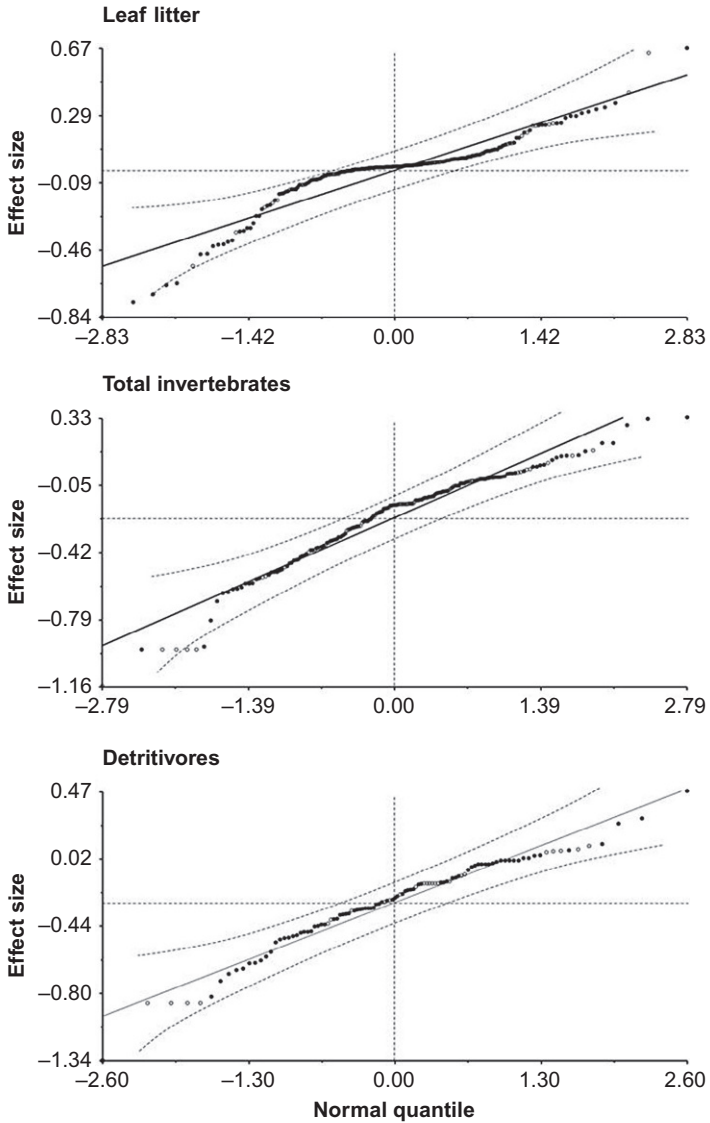 Leaf litter
0.67
0.29
–0.09
–0.46
–0.84
Effect size
–2.83 –1.42 0.00 1.42 2.83
Total invertebrates
0.33
–0.05
–0.42
–0.79
–1.16
Effect size
–2.79 –1.39 0.00 1.39 2.79
Detritivores
0.47
0.02
–0.44
–0.80
–1.34
Effect size
–2.60 –1.30 0.00 1.30 2.60
Normal quantile